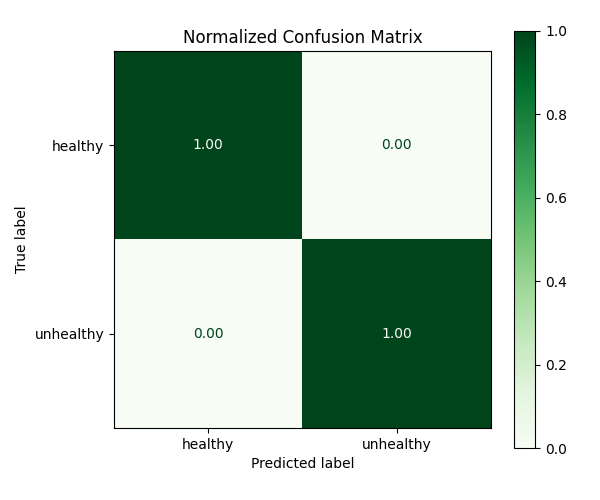 Normalized Confusion Matrix
True label
healthy
unhealthy
1.00
0.00
0.00
1.00
healthy
unhealthy
Predicted label
1.0
0.8
0.6
0.4
0.2
0.0